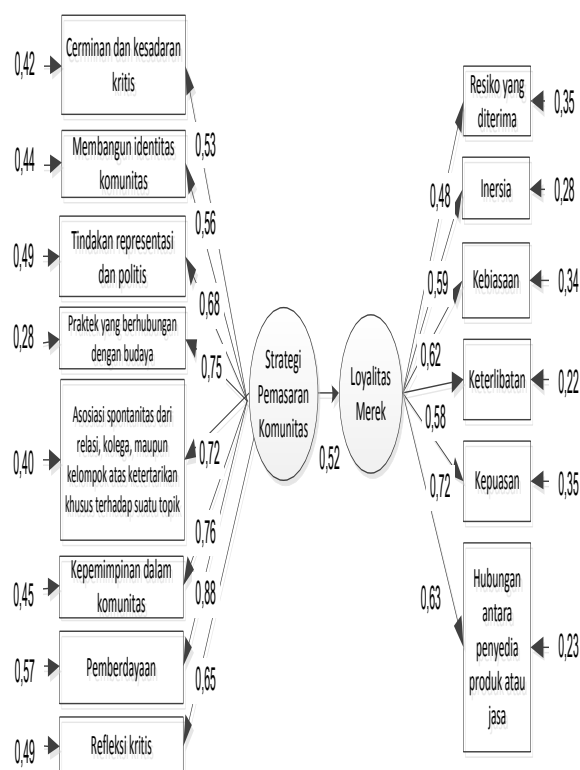 Cerminan dan kesadaran
kritis
0,42
Membangun identitas
komunitas
0,44
Tindakan representasi
dan politis
0,49
Praktek yang berhubungan
dengan budaya
0,28
Asosiasi spontanitas dari
relasi, kolega, maupun
kelompok atas ketertarikan
khusus terhadap suatu topik
0,40
Kepemimpinan dalam
komunitas
0,45
Pemberdayaan
0,57
Refleksi kritis
0,49
0,53
0,56
0,68
0,75
0,72
0,76
0,88
0,65
Strategi
Pemasaran
Komunitas
0,52
Loyalitas
Merek
0,48
0,59
0,62
0,58
0,72
0,63
Resiko yang
diterima
0,35
Inersia
0,28
Kebiasaan
0,34
Keterlibatan
0,22
Kepuasan
0,35
Hubungan
antara
penyedia
produk atau
jasa
0,23